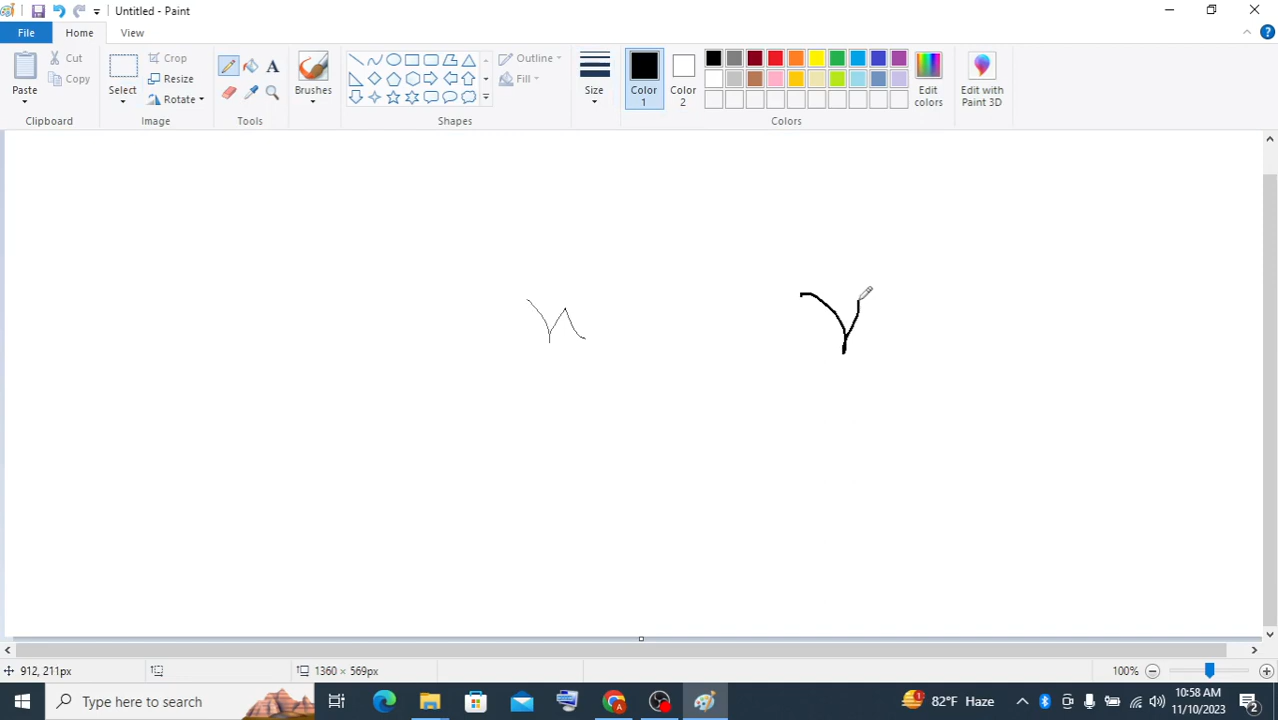 Untitled - Paint
File
Home
View
Paste
Cut
Copy
Clipboard
Select
Crop
Resize
Rotate
Image
A
Tools
Brushes
Outline
Fill
Shapes
Size
Color 1
Color 2
Edit colors
Colors
Edit with Paint 3D
912, 211px
1360 × 569px
100%
Type here to search
A
1
82°F Haze
10:58 AM
11/10/2023
2